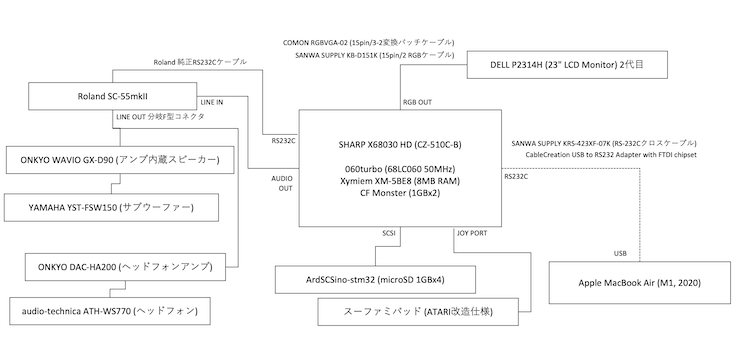 COMON RGBVGA-02 (15pin/3-2変換パッチケーブル)
SANWA SUPPLY KB-D151K (15pin/2 RGBケーブル)
DELL P2314H (23" LCD Monitor) 2代目
Roland 純正RS232Cケーブル
Roland SC-55mkII
LINE IN
RGB OUT
LINE OUT 分岐F型コネクタ
RS232C
SHARP X68030 HD (CZ-510C-B)
060turbo (68LC060 50MHz)
Xymiem XM-5BE8 (8MB RAM)
CF Monster (1GBx2)
SANWA SUPPLY KRS-423XF-07K (RS-232Cクロスケーブル)
CableCreation USB to RS232 Adapter with FTDI chipset
RS232C
ONKYO WAVIO GX-D90 (アンプ内蔵スピーカー)
AUDIO
OUT
YAMAHA YST-FSW150 (サブウーファー)
SCSI
JOY PORT
USB
ONKYO DAC-HA200 (ヘッドフォンアンプ)
ArdSCSino-stm32 (microSD 1GBx4)
Apple MacBook Air (M1, 2020)
audio-technica ATH-WS770 (ヘッドフォン)
スーファミパッド (ATARI改造仕様)